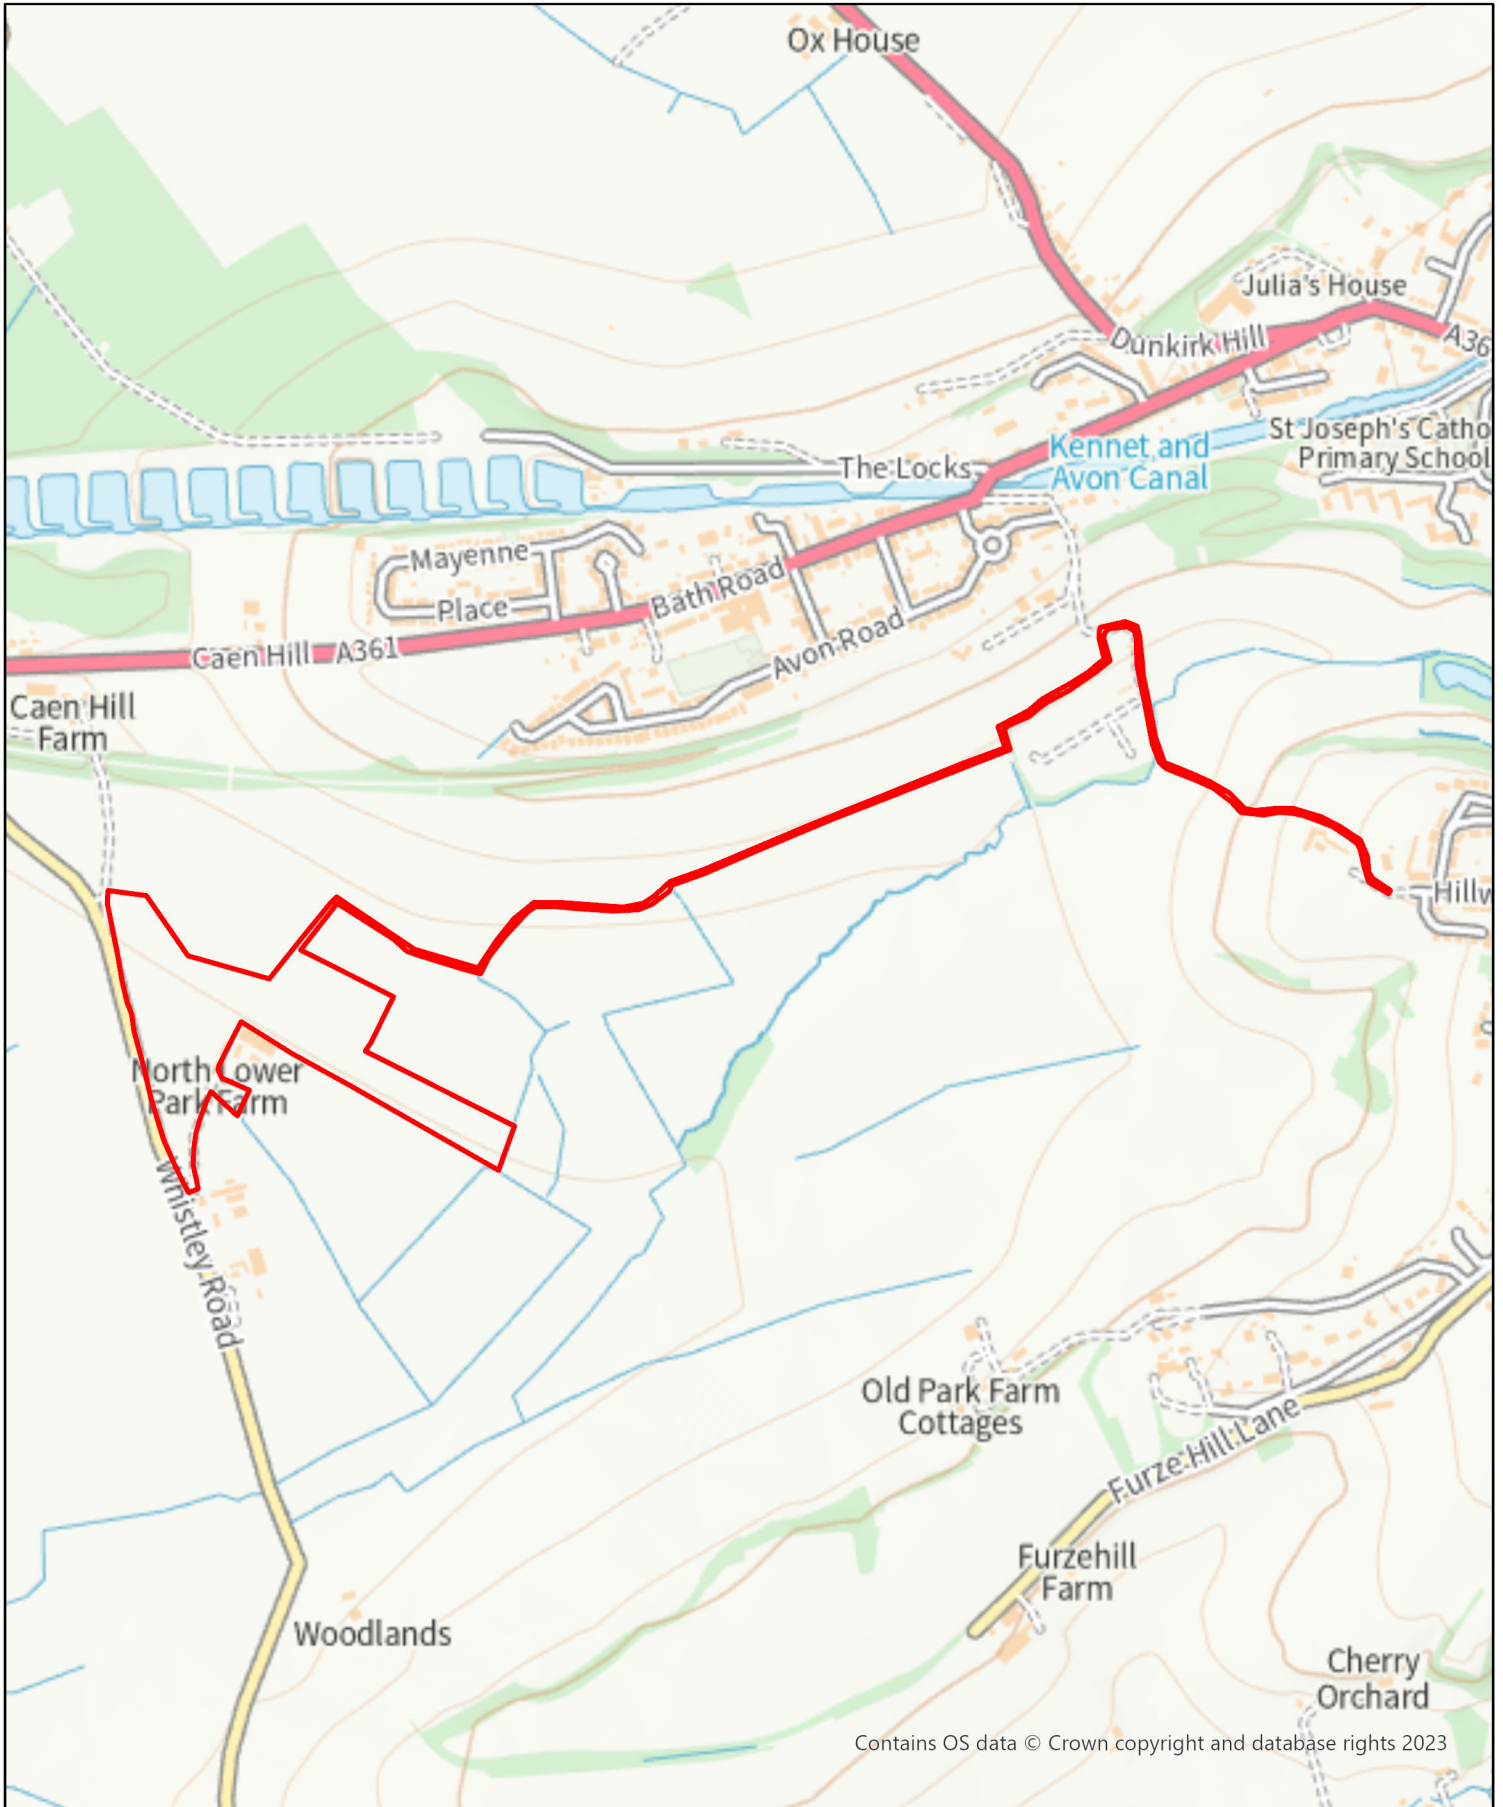 Ox House
Julia's House
Dunkirk Hill
A36
St Joseph's Catho
Primary School
Kennet and
Avon Canal
The Locks
Mayenne
Place
Bath Road
Avon Road
Caen Hill A361
Caen Hill
Farm
Hillw
North Lower
Park Farm
Whistley Road
Old Park Farm
Cottages
Furze Hill Lane
Furzehill
Farm
Woodlands
Cherry
Orchard
Contains OS data © Crown copyright and database rights 2023